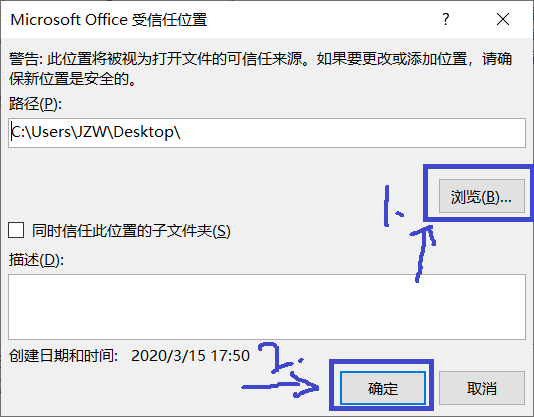 Microsoft Office 受信任位置
警告: 此位置将被视为打开文件的可信任来源。如果要更改或添加位置，请确
保新位置是安全的。
路径(P):
C:\Users\JZW\Desktop\
浏览(B)...
1.
同时信任此位置的子文件夹(S)
描述(D):
创建日期和时间: 2020/3/15 17:50
2.
确定
取消